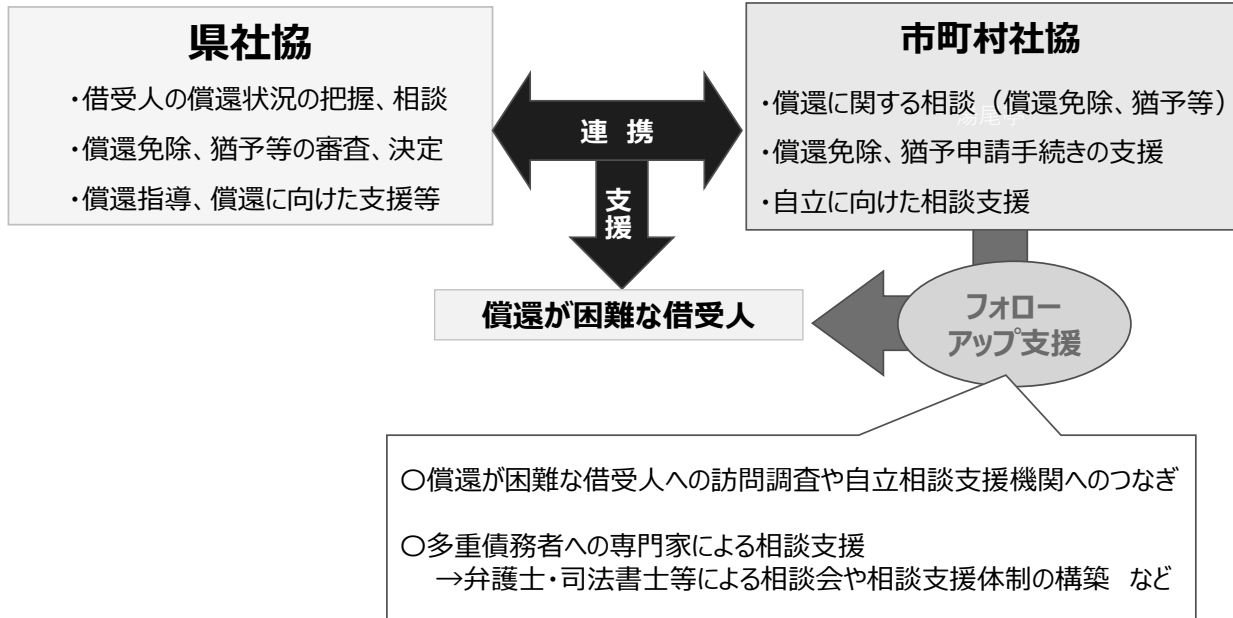 県社協
・借受人の償還状況の把握、相談
・償還免除、猶予等の審査、決定
・償還指導、償還に向けた支援等
連 携
支援
市町村社協
・償還に関する相談（償還免除、猶予等）
・償還免除、猶予申請手続きの支援
・自立に向けた相談支援
償還が困難な借受人
フォロー
アップ支援
〇償還が困難な借受人への訪問調査や自立相談支援機関へのつなぎ
〇多重債務者への専門家による相談支援
→弁護士・司法書士等による相談会や相談支援体制の構築 など